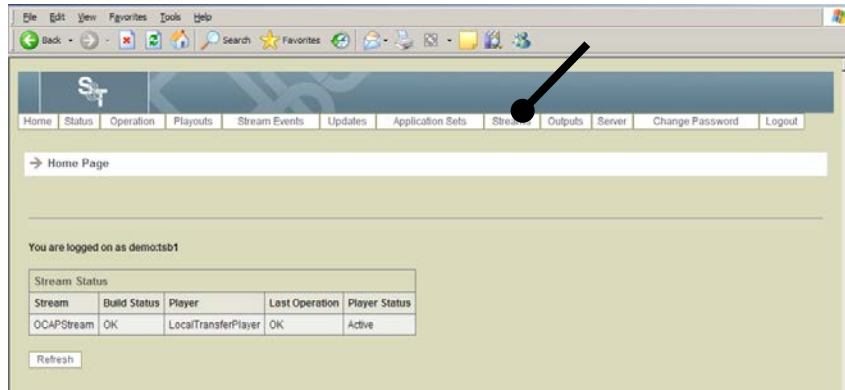 File Edit View Favorites Tools Help
Back Search Favorites
S&T
Home Status Operation Playouts Stream Events Updates Application Sets Streams Outputs Server Change Password Logout
Home Page
You are logged on as demo:tsb1
Stream Status
Stream Build Status Player Last Operation Player Status
OCAPStream OK LocalTransferPlayer OK Active
Refresh